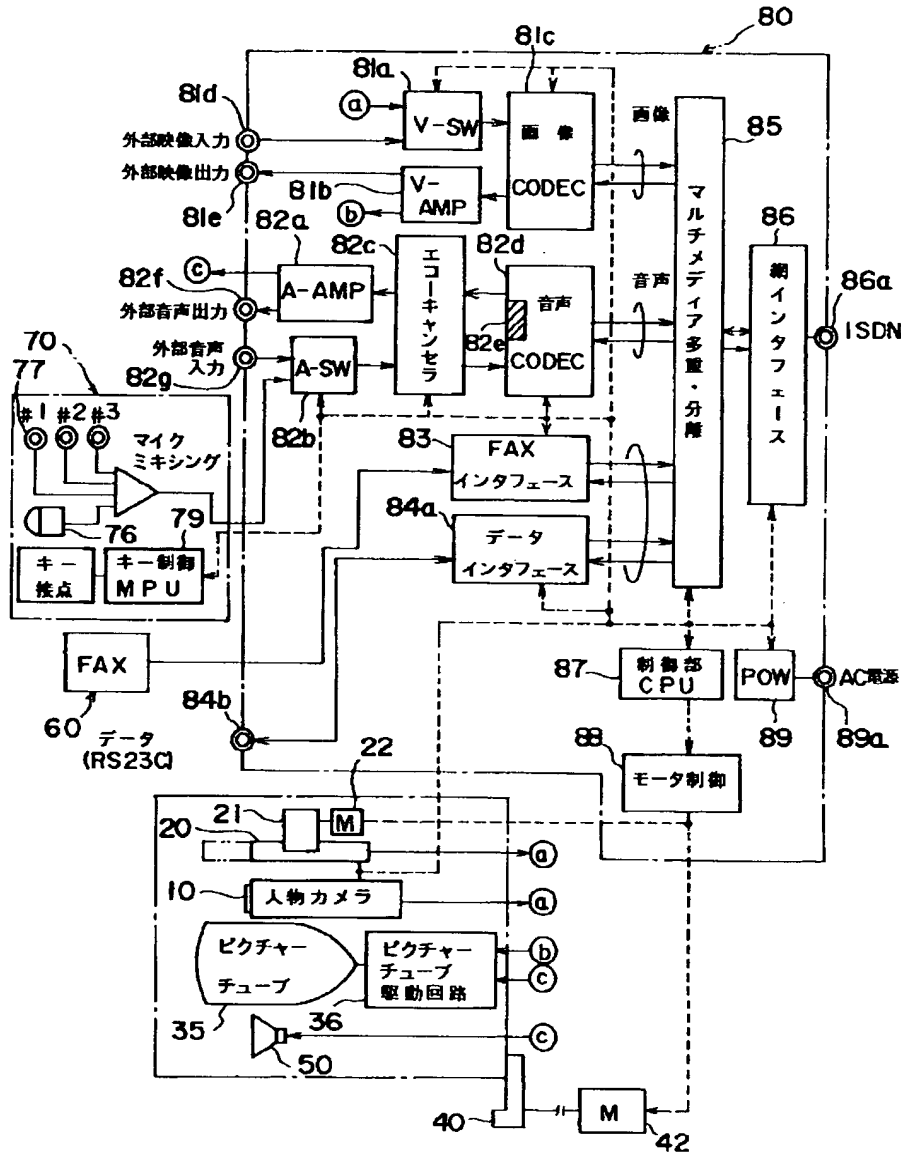 80
81c
81a
81d
ⓐ
V-SW
画像
画像
85
外部映像入力
外部映像出力
81b
V-
AMP
CODEC
81e
ⓑ
82a
82c
82d
86
ⓒ
82f
A-AMP
エコーキャンセラ
音声
音声
マルチメディア多重・分離
網インタフェース
86a
外部音声出力
82e
ISDN
外部音声
入力
CODEC
70
82g
A-SW
77
82b
#1
#2
#3
83
マイク
ミキシング
FAX
インタフェース
84a
76
79
データ
インタフェース
キー
接点
キー制御
MPU
FAX
制御部
CPU
POW
AC電源
87
60
84b
89
89a
データ
(RS23C)
88
22
モータ制御
21
M
20
ⓐ
10
人物カメラ
ⓐ
ピクチャー
チューブ
ピクチャー
チューブ
駆動回路
ⓑ
ⓒ
35
36
ⓒ
50
40
M
42